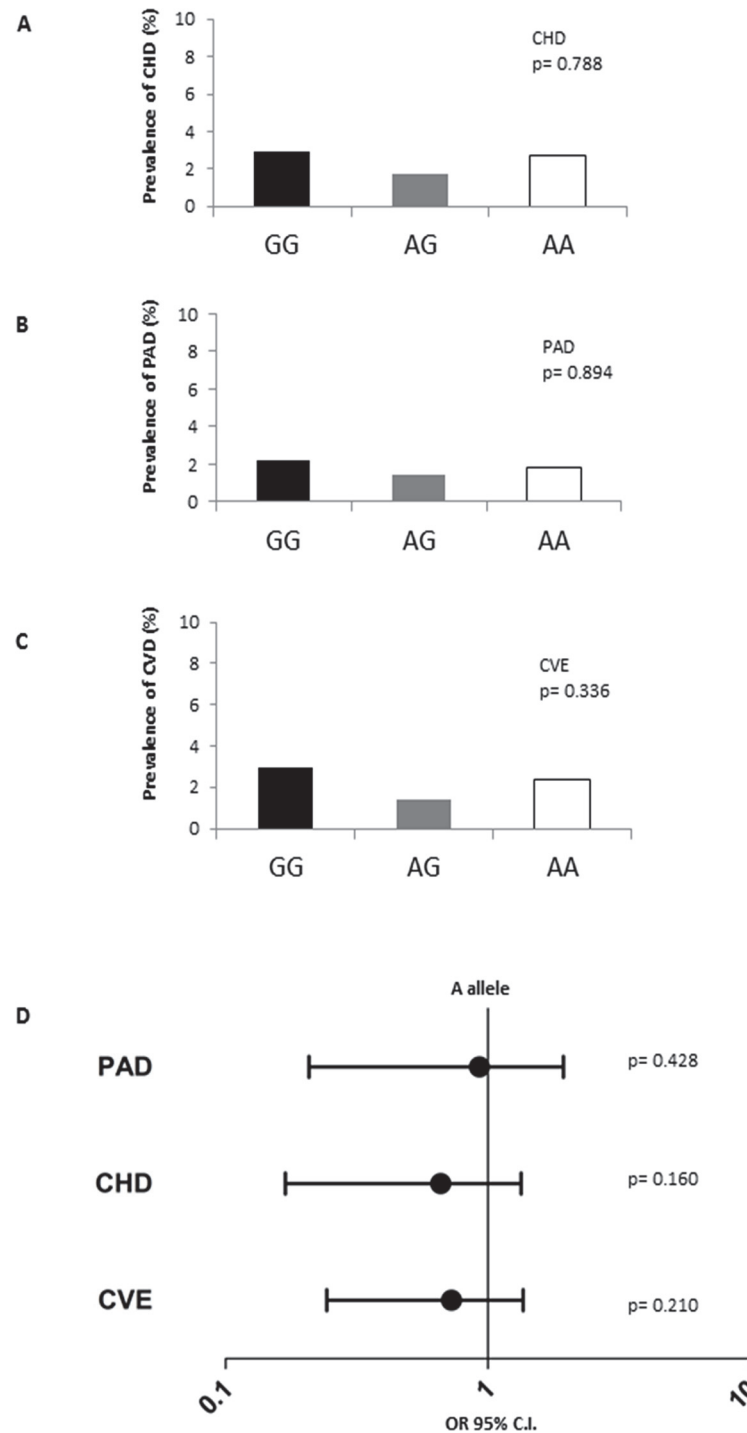 A
Prevalence of CHD (%)
10
8
6
4
2
0
CHD
p= 0.788
GG AG AA
B
Prevalence of PAD (%)
10
8
6
4
2
0
PAD
p= 0.894
GG AG AA
C
Prevalence of CVD (%)
10
8
6
4
2
0
CVE
p= 0.336
GG AG AA
D
A allele
PAD p= 0.428
CHD p= 0.160
CVE p= 0.210
0.1 1 10
OR 95% C.I.